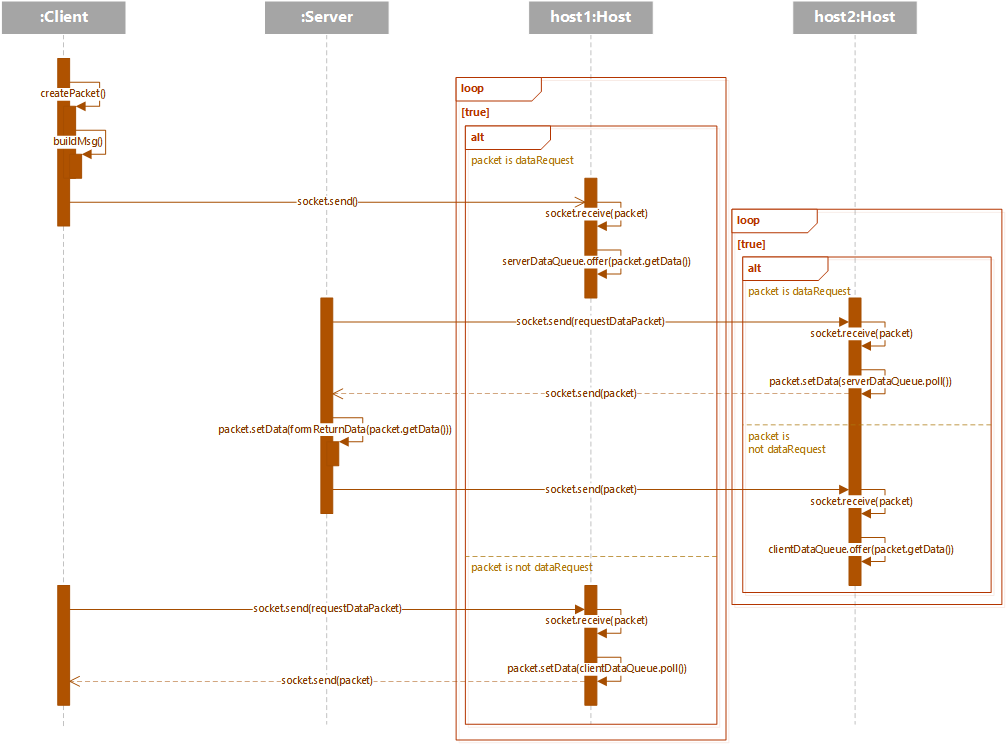 :Client
:Server
host1:Host
host2:Host
createPacket()
buildMsg()
loop
[true]
alt
packet is dataRequest
socket.send()
socket.receive(packet)
serverDataQueue.offer(packet.getData())
loop
[true]
alt
packet is dataRequest
socket.send(requestDataPacket)
socket.receive(packet)
packet.setData(serverDataQueue.poll())
socket.send(packet)
packet.setData(formReturnData(packet.getData()))
packet is
not dataRequest
socket.send(packet)
socket.receive(packet)
clientDataQueue.offer(packet.getData())
packet is not dataRequest
socket.send(requestDataPacket)
socket.receive(packet)
packet.setData(clientDataQueue.poll())
socket.send(packet)